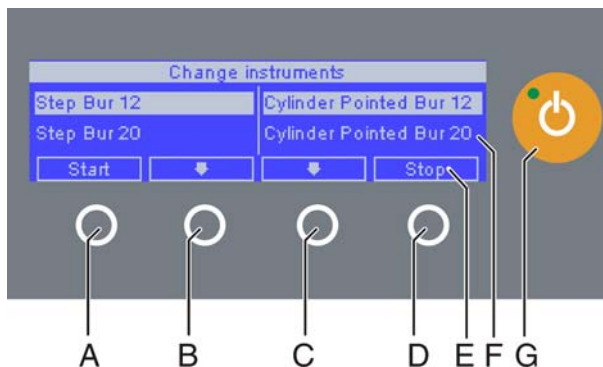 Change instruments
Step Bur 12 Cylinder Pointed Bur 12
Step Bur 20 Cylinder Pointed Bur 20
Start Stop
A B C D E F G